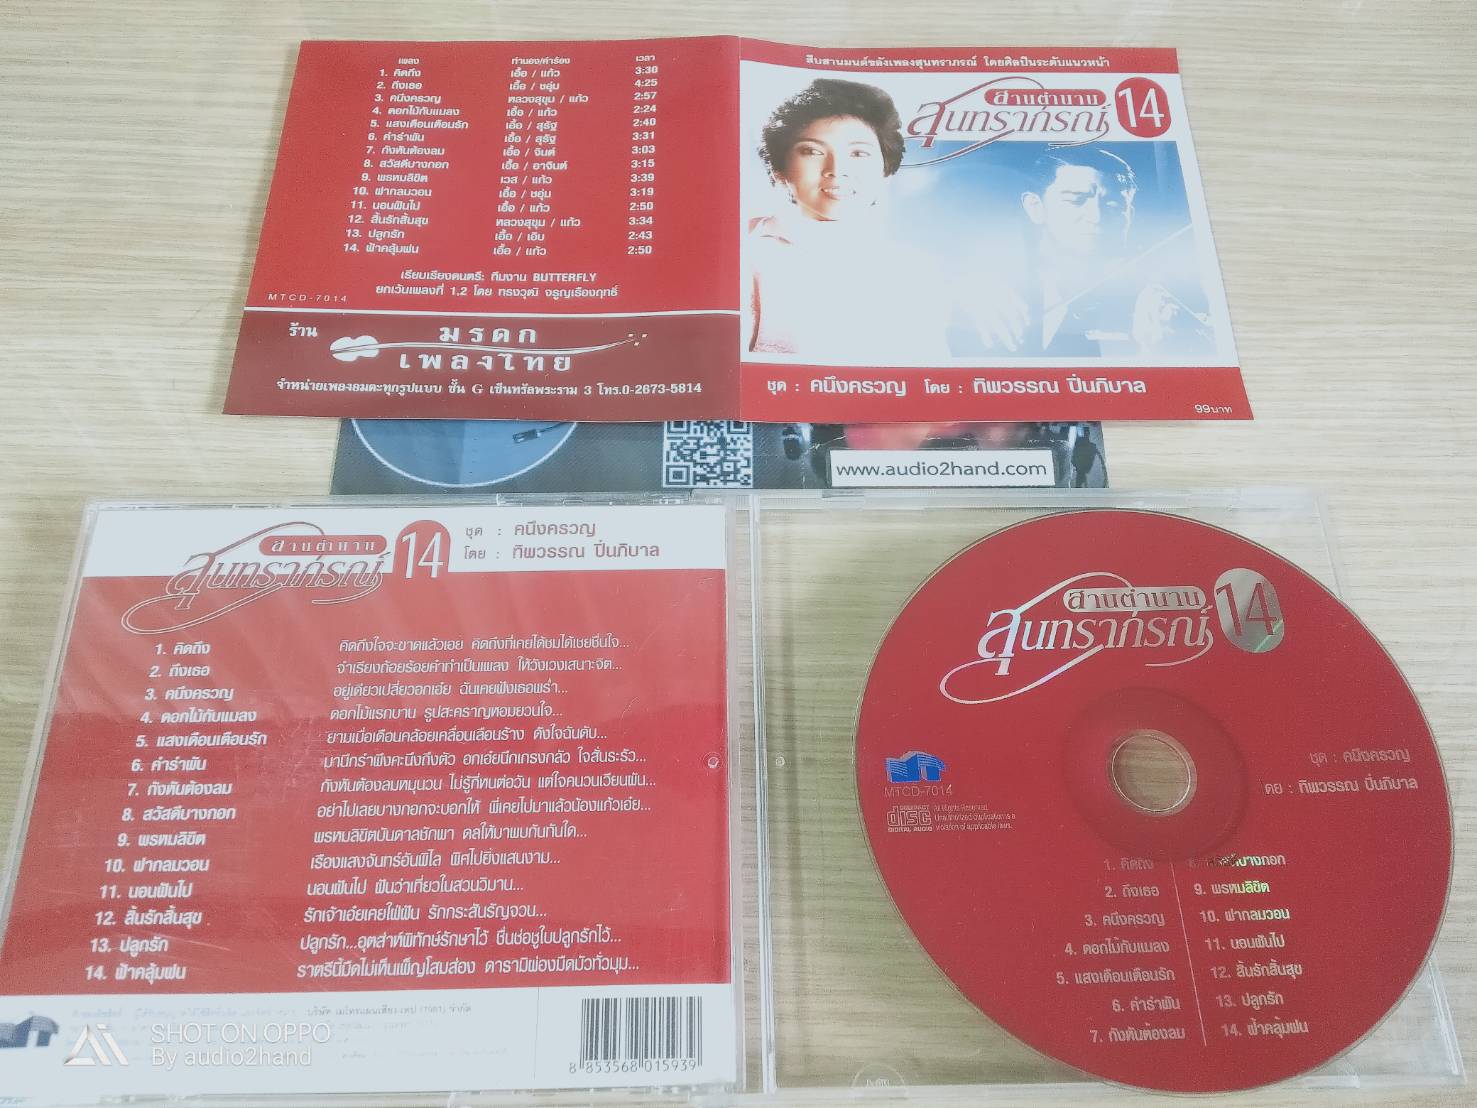 เพลง ทำนอง/คำร้อง เวลา
1. คิดถึง เอื้อ / แก้ว 3:30
2. ถึงเธอ เอื้อ / ชอุ่ม 4:25
3. คนึงครวญ หลวงสุขุม / แก้ว 2:57
4. ดอกไม้กับแมลง เอื้อ / แก้ว 2:24
5. แสงเดือนเตือนรัก เอื้อ / สุรัฐ 2:40
6. คำรำพัน เอื้อ / สุรัฐ 3:31
7. กังหันต้องลม เอื้อ / จินต์ 3:03
8. สวัสดีบางกอก เอื้อ / อาจินต์ 3:15
9. พรหมลิขิต เวส / แก้ว 3:39
10. ฝากลมวอน เอื้อ / ชอุ่ม 3:19
11. นอนฝันไป เอื้อ / แก้ว 2:50
12. สิ้นรักสิ้นสุข หลวงสุขุม / แก้ว 3:34
13. ปลูกรัก เอื้อ / เอิบ 2:43
14. ฟ้าคลุ้มฝน เอื้อ / แก้ว 2:50
เรียบเรียงดนตรี: ทีมงาน BUTTERFLY
ยกเว้นเพลงที่ 1,2 โดย ทรงวุฒิ จรูญเรืองฤทธิ์
MTCD-7014
ร้าน มรดก
เพลงไทย
จำหน่ายเพลงอมตะทุกรูปแบบ ชั้น G เซ็นทรัลพระราม 3 โทร.0-2673-5814
สืบสานมนต์ขลังเพลงสุนทราภรณ์ โดยศิลปินระดับแนวหน้า
สานตำนาน
สุนทราภรณ์ 14
ชุด : คนึงครวญ โดย : ทิพวรรณ ปิ่นภิบาล
99บาท
www.audio2hand.com
สานตำนาน
สุนทราภรณ์ 14
ชุด : คนึงครวญ
โดย : ทิพวรรณ ปิ่นภิบาล
1. คิดถึง คิดถึงใจจะขาดแล้วเอย คิดถึงที่เคยได้ชมได้เชยชื่นใจ...
2. ถึงเธอ จำเรียงถ้อยร้อยคำทำเป็นเพลง ให้วังเวงเสนาะจิต...
3. คนึงครวญ อยู่เดียวเปลี่ยวอกเอ๋ย ฉันเคยฟังเธอพร่ำ...
4. ดอกไม้กับแมลง ดอกไม้แรกบาน รูปสะคราญหอมยวนใจ...
5. แสงเดือนเตือนรัก ยามเมื่อเดือนคล้อยเคลื่อนเลือนร้าง ดังใจฉันดับ...
6. คำรำพัน มานึกรำพึงคะนึงถึงตัว อกเอ๋ยนึกเกรงกลัว ใจสั่นระรัว...
7. กังหันต้องลม กังหันต้องลมหมุนวน ไม่รู้กี่หนต่อวัน แต่ใจคนวนเวียนพัน...
8. สวัสดีบางกอก อย่าไปเลยบางกอกจะบอกให้ พี่เคยไปมาแล้วน้องแก้วเอ๋ย...
9. พรหมลิขิต พรหมลิขิตบันดาลชักพา ดลให้มาพบกันทันใด...
10. ฝากลมวอน เรืองแสงจันทร์อันพิไล พิศไปยิ่งแสนงาม...
11. นอนฝันไป นอนฝันไป ฝันว่าเที่ยวในสวนวิมาน...
12. สิ้นรักสิ้นสุข รักเจ้าเอ๋ยเคยใฝ่ฝัน รักกระสันรัญจวน...
13. ปลูกรัก ปลูกรัก...อุตส่าห์พิทักษ์รักษาไว้ ชื่นช่อชูใบปลูกรักไว้...
14. ฟ้าคลุ้มฝน ราตรีนี้มืดไม่เห็นเพ็ญโสมส่อง ดารามิผ่องมืดมัวทั่วมุม...
บริษัท เมโทรแผ่นเสียง-เทป (1981) จำกัด
8 853568 015939
SHOT ON OPPO
By audio2hand
สานตำนาน
สุนทราภรณ์ 14
ชุด : คนึงครวญ
โดย : ทิพวรรณ ปิ่นภิบาล
MT
MTCD-7014
COMPACT disc DIGITAL AUDIO
All Rights Reserved.
Unauthorized duplication is a
violation of applicable laws.
1. คิดถึง
2. ถึงเธอ
3. คนึงครวญ
4. ดอกไม้กับแมลง
5. แสงเดือนเตือนรัก
6. คำรำพัน
7. กังหันต้องลม
8. สวัสดีบางกอก
9. พรหมลิขิต
10. ฝากลมวอน
11. นอนฝันไป
12. สิ้นรักสิ้นสุข
13. ปลูกรัก
14. ฟ้าคลุ้มฝน